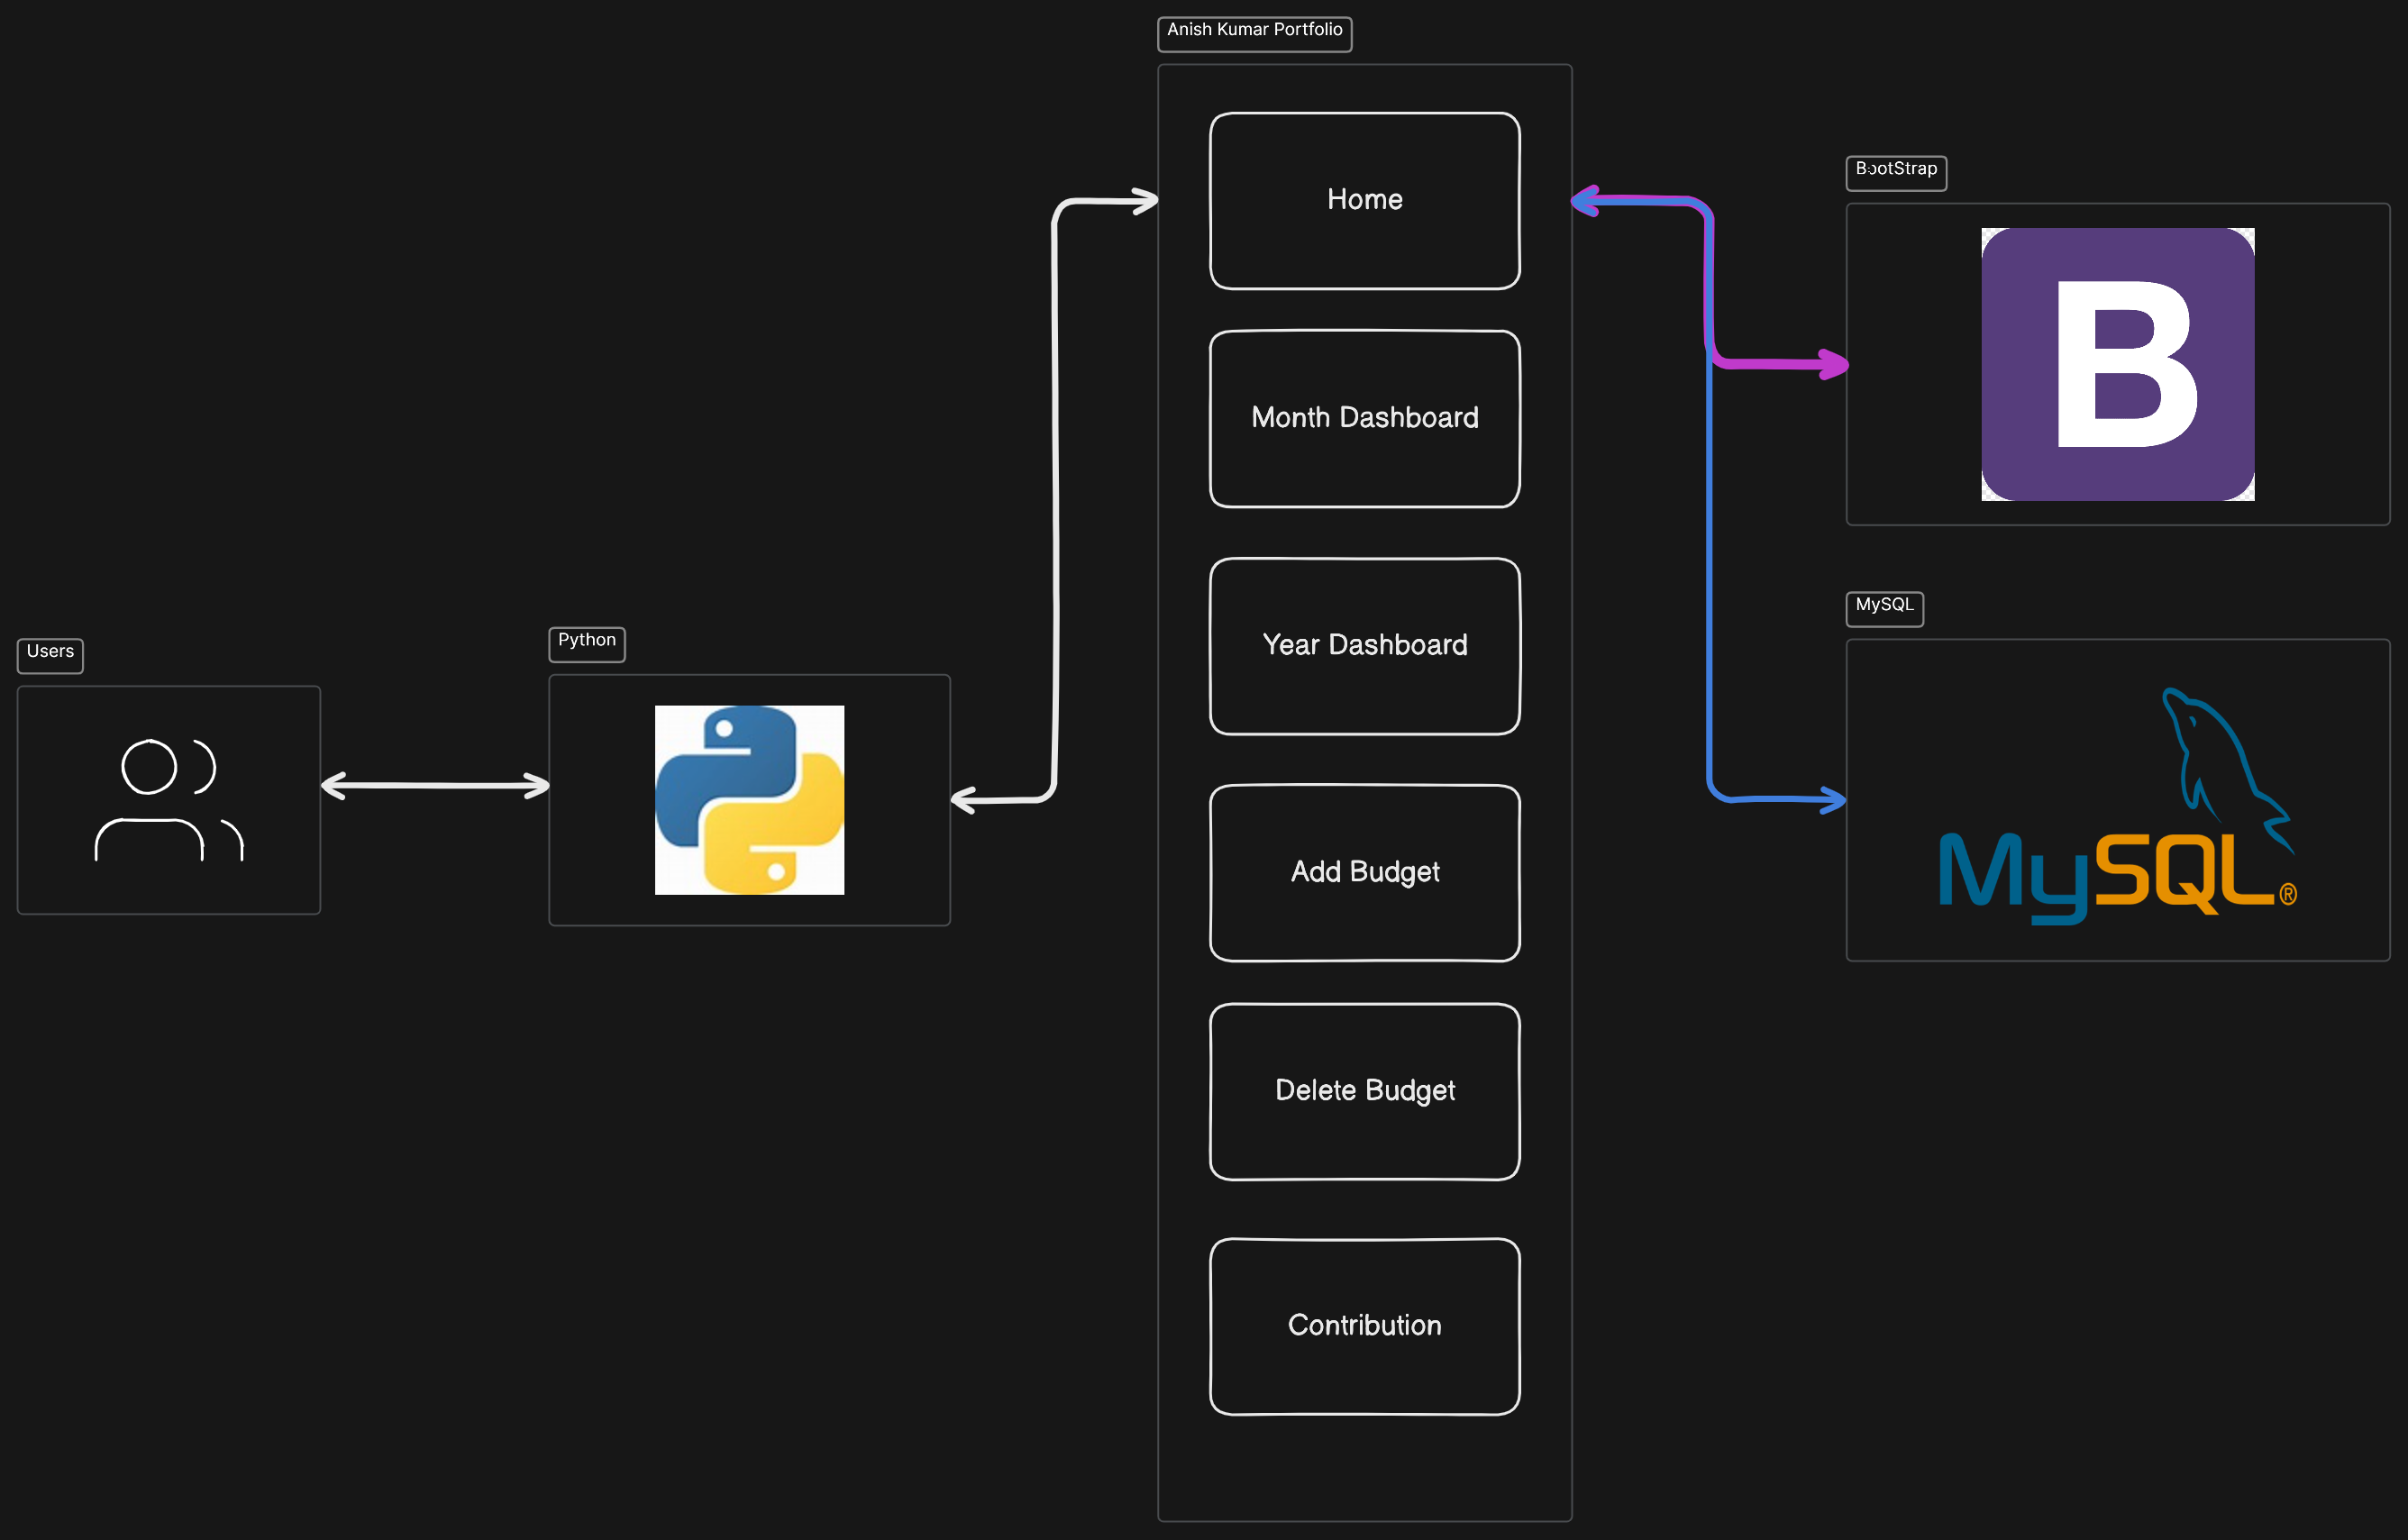 Anish Kumar Portfolio
Home
Month Dashboard
Year Dashboard
Add Budget
Delete Budget
Contribution
Users
Python
BootStrap
B
MySQL
MySQL®